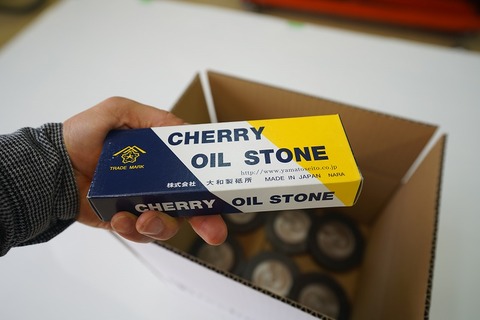 CHERRY
OIL STONE
TRADE MARK
http://www.yamatoseito.co.jp
株式会社 大和製砥所 MADE IN JAPAN NARA
CHERRY OIL STONE